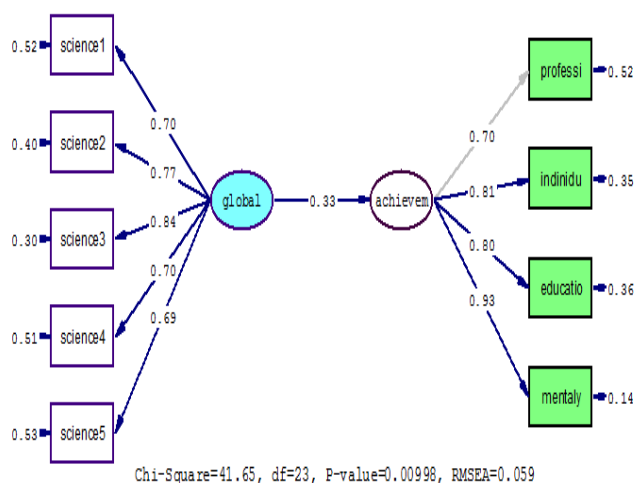 0.52 science1
0.40 science2
0.30 science3
0.51 science4
0.53 science5
0.70
0.77
0.84
0.70
0.69
global
0.33
achievem
0.70
0.81
0.80
0.93
professi 0.52
inididu 0.35
educatio 0.36
mentaly 0.14
Chi-Square=41.65, df=23, P-value=0.00998, RMSEA=0.059